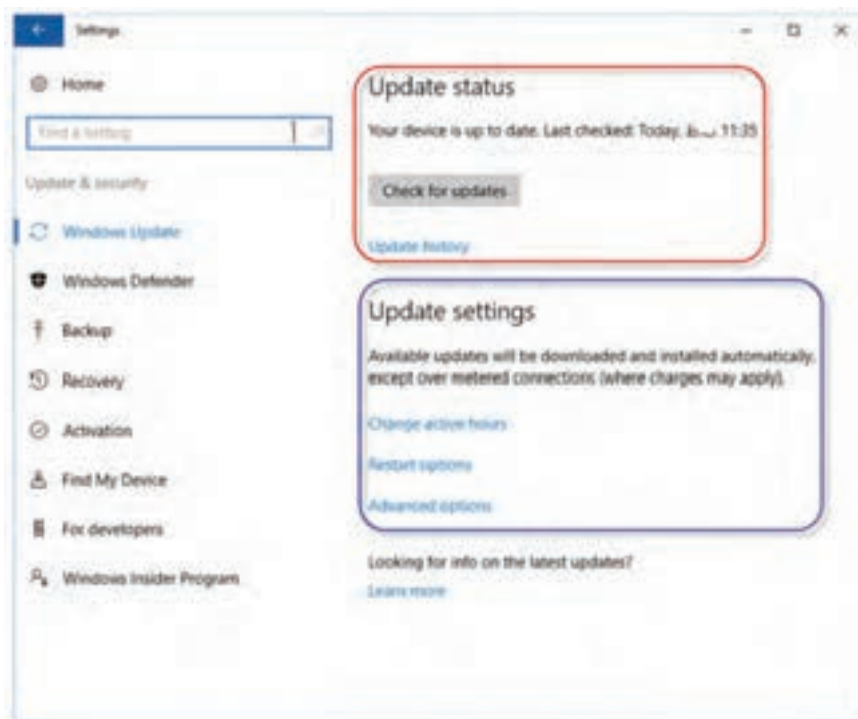 Settings
Home
Find a setting
Update & security
Windows Update
Windows Defender
Backup
Recovery
Activation
Find My Device
For developers
Windows Insider Program
Update status
Your device is up to date. Last checked: Today, ب.ظ 11:35
Check for updates
Update history
Update settings
Available updates will be downloaded and installed automatically,
except over metered connections (where charges may apply).
Change active hours
Restart options
Advanced options
Looking for info on the latest updates?
Learn more